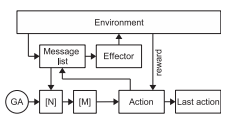 Environment
Message
list
Effector
reward
GA
[N]
[M]
Action
Last action